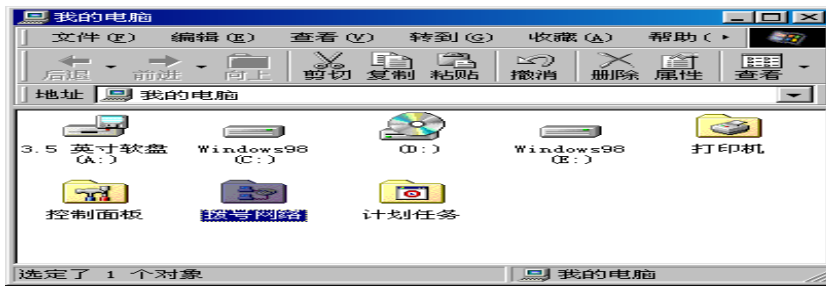 我的电脑
文件(F) 编辑(E) 查看(V) 转到(G) 收藏(A) 帮助(
后退 前进 向上 剪切 复制 粘贴 撤消 删除 属性 查看
地址 我的电脑
3.5 英寸软盘 (A:)
Windows98 (C:)
(D:)
Windows98 (E:)
打印机
控制面板
拨号网络
计划任务
选定了 1 个对象 我的电脑